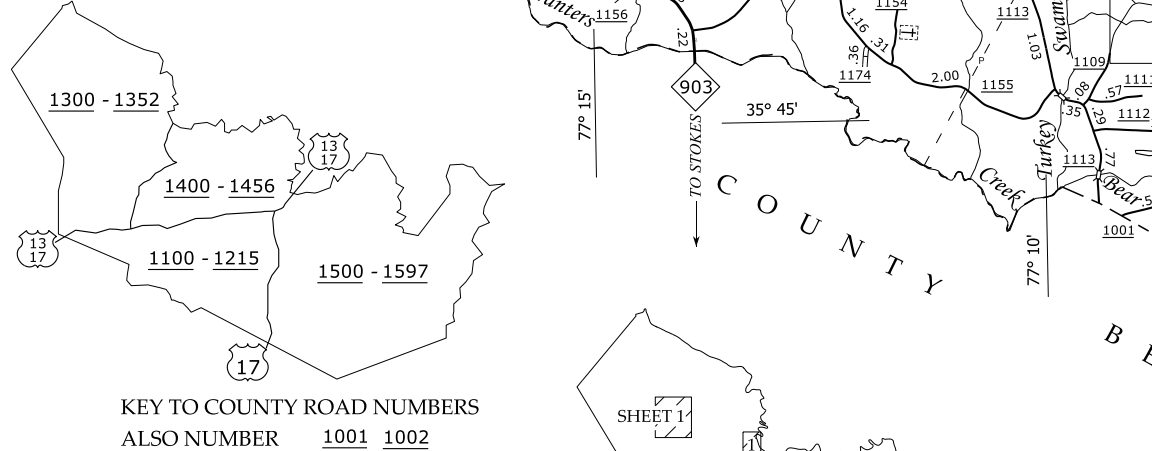 1300 - 1352
13
17
1400 - 1456
13
17
1100 - 1215
1500 - 1597
17
KEY TO COUNTY ROAD NUMBERS
ALSO NUMBER 1001 1002
1156
.22
903
77° 15'
35° 45'
TO STOKES
COUNTY
1154
1.16
.31
.36
1174
2.00
1155
P
1113
1.03
1109
.08
.57
.35
.29
1112
Turkey
1113
.77
Creek
Bear
1001
77° 10'
SHEET 1
1